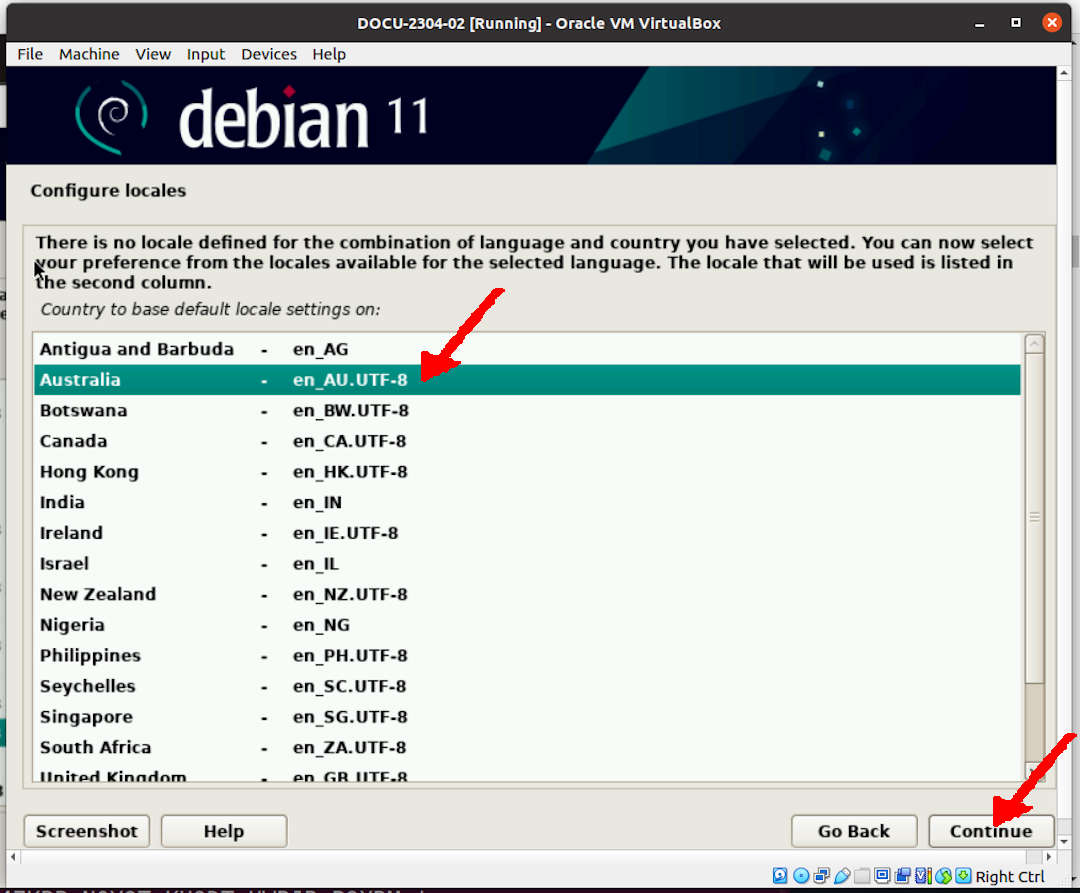 DOCU-2304-02 [Running] - Oracle VM VirtualBox
File Machine View Input Devices Help
debian 11
Configure locales
There is no locale defined for the combination of language and country you have selected. You can now select
your preference from the locales available for the selected language. The locale that will be used is listed in
the second column.
Country to base default locale settings on:
Antigua and Barbuda - en_AG
Australia - en_AU.UTF-8
Botswana - en_BW.UTF-8
Canada - en_CA.UTF-8
Hong Kong - en_HK.UTF-8
India - en_IN
Ireland - en_IE.UTF-8
Israel - en_IL
New Zealand - en_NZ.UTF-8
Nigeria - en_NG
Philippines - en_PH.UTF-8
Seychelles - en_SC.UTF-8
Singapore - en_SG.UTF-8
South Africa - en_ZA.UTF-8
United Kingdom - en_GB.UTF-8
Screenshot Help Go Back Continue
Right Ctrl